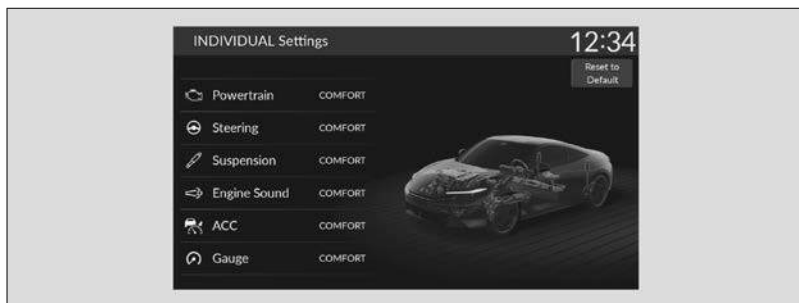 INDIVIDUAL Settings
12:34
Reset to
Default
Powertrain COMFORT
Steering COMFORT
Suspension COMFORT
Engine Sound COMFORT
ACC COMFORT
Gauge COMFORT